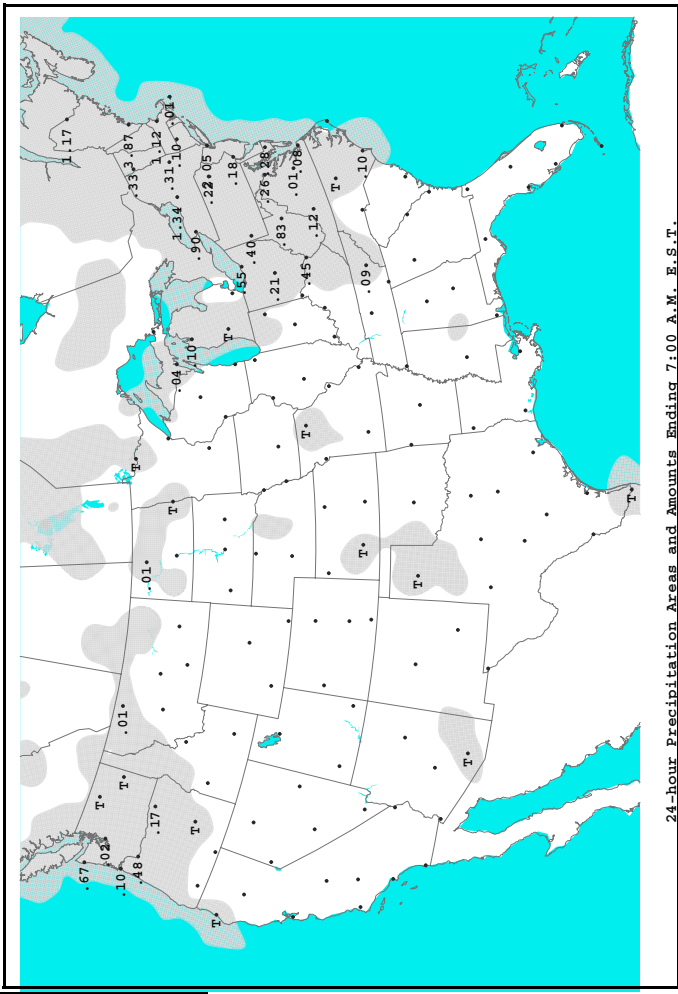 1.17
.67
T
.02
.10
.01
T
3.87
.33
T
.48
.01
.17
1.12
.31
.01
T
.10
.04
1.34
.10
T
.90
.05
.22
T
T
.18
.55
.40
.26
.28
.21
.83
.01
.08
T
.45
.12
T
.10
T
.09
T
T
T
24-hour Precipitation Areas and Amounts Ending 7:00 A.M. E.S.T.